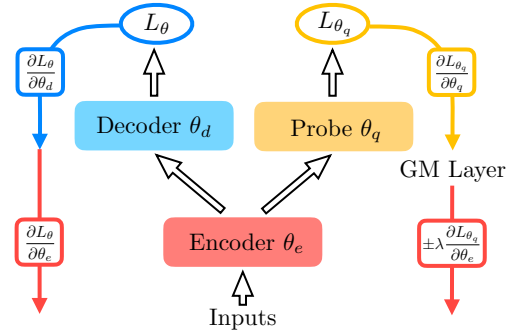 L_θ L_{θ_q}
∂L_θ/∂θ_d ∂L_{θ_q}/∂θ_q
Decoder θ_d Probe θ_q
GM Layer
∂L_θ/∂θ_e Encoder θ_e ±λ ∂L_{θ_q}/∂θ_e
Inputs